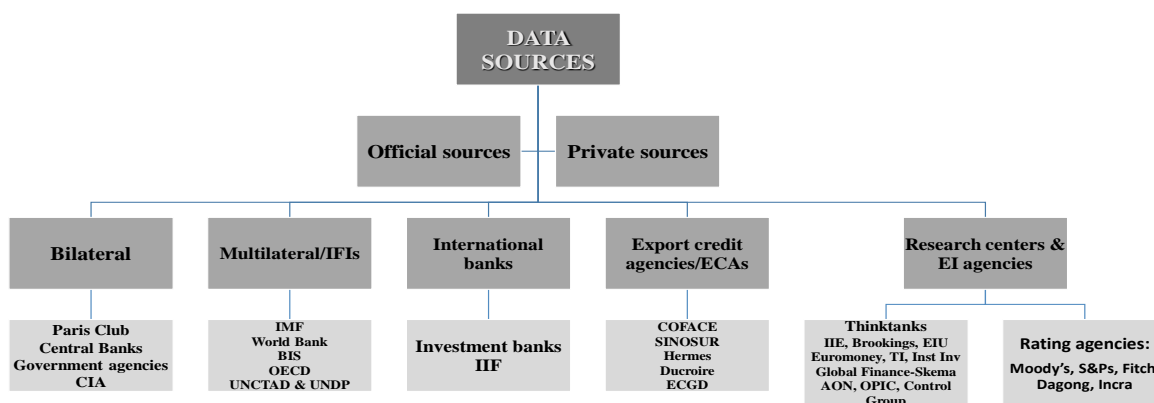 DATA
SOURCES
Official sources
Private sources
Bilateral
Multilateral/IFIs
International
banks
Export credit
agencies/ECAs
Research centers &
EI agencies
Paris Club
Central Banks
Government agencies
CIA
IMF
World Bank
BIS
OECD
UNCTAD & UNDP
Investment banks
IIF
COFACE
SINOSUR
Hermes
Ducroire
ECGD
Thinktanks
IIE, Brookings, EIU
Euromoney, TI, Inst Inv
Global Finance-Skema
AON, OPIC, Control
Group
Rating agencies:
Moody's, S&Ps, Fitch
Dagong, Incra